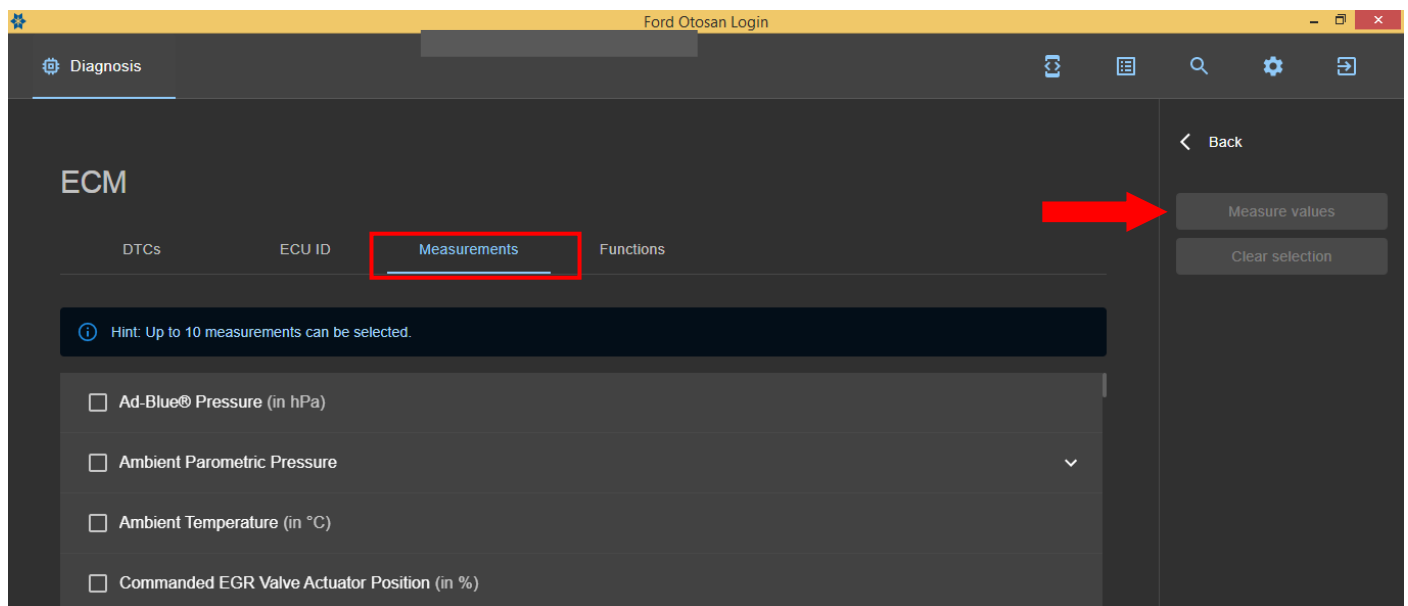 Ford Otosan Login
Diagnosis
Back
ECM
Measure values
DTCs ECU ID Measurements Functions
Clear selection
Hint: Up to 10 measurements can be selected.
Ad-Blue® Pressure (in hPa)
Ambient Parometric Pressure
Ambient Temperature (in °C)
Commanded EGR Valve Actuator Position (in %)